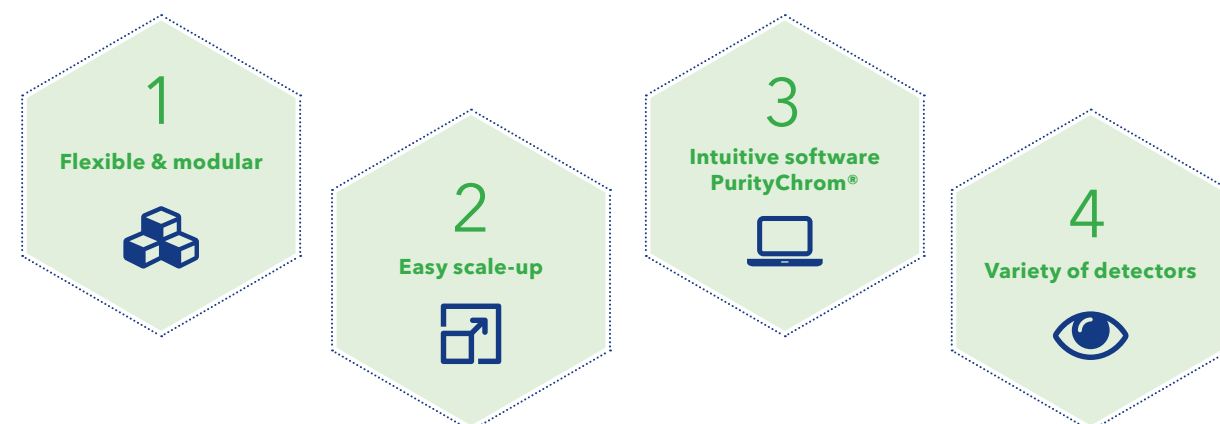 1
Flexible & modular
2
Easy scale-up
3
Intuitive software
PurityChrom®
4
Variety of detectors